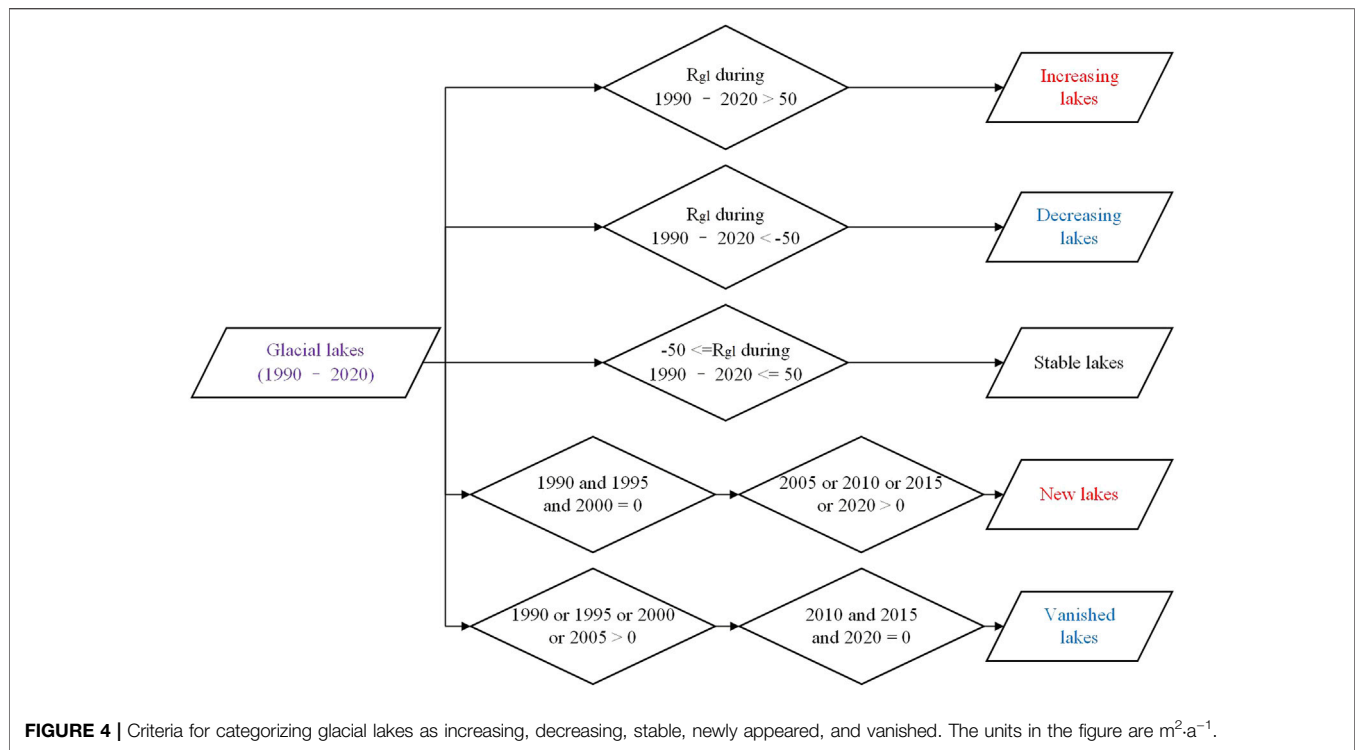 Rgl during
1990 - 2020 > 50
Increasing
lakes
Rgl during
1990 - 2020 < -50
Decreasing
lakes
Glacial lakes
(1990 - 2020)
-50 <=Rgl during
1990 - 2020 <= 50
Stable lakes
1990 and 1995
and 2000 = 0
2005 or 2010 or 2015
or 2020 > 0
New lakes
1990 or 1995 or 2000
or 2005 > 0
2010 and 2015
and 2020 = 0
Vanished
lakes
FIGURE 4 | Criteria for categorizing glacial lakes as increasing, decreasing, stable, newly appeared, and vanished. The units in the figure are m²·a⁻¹.